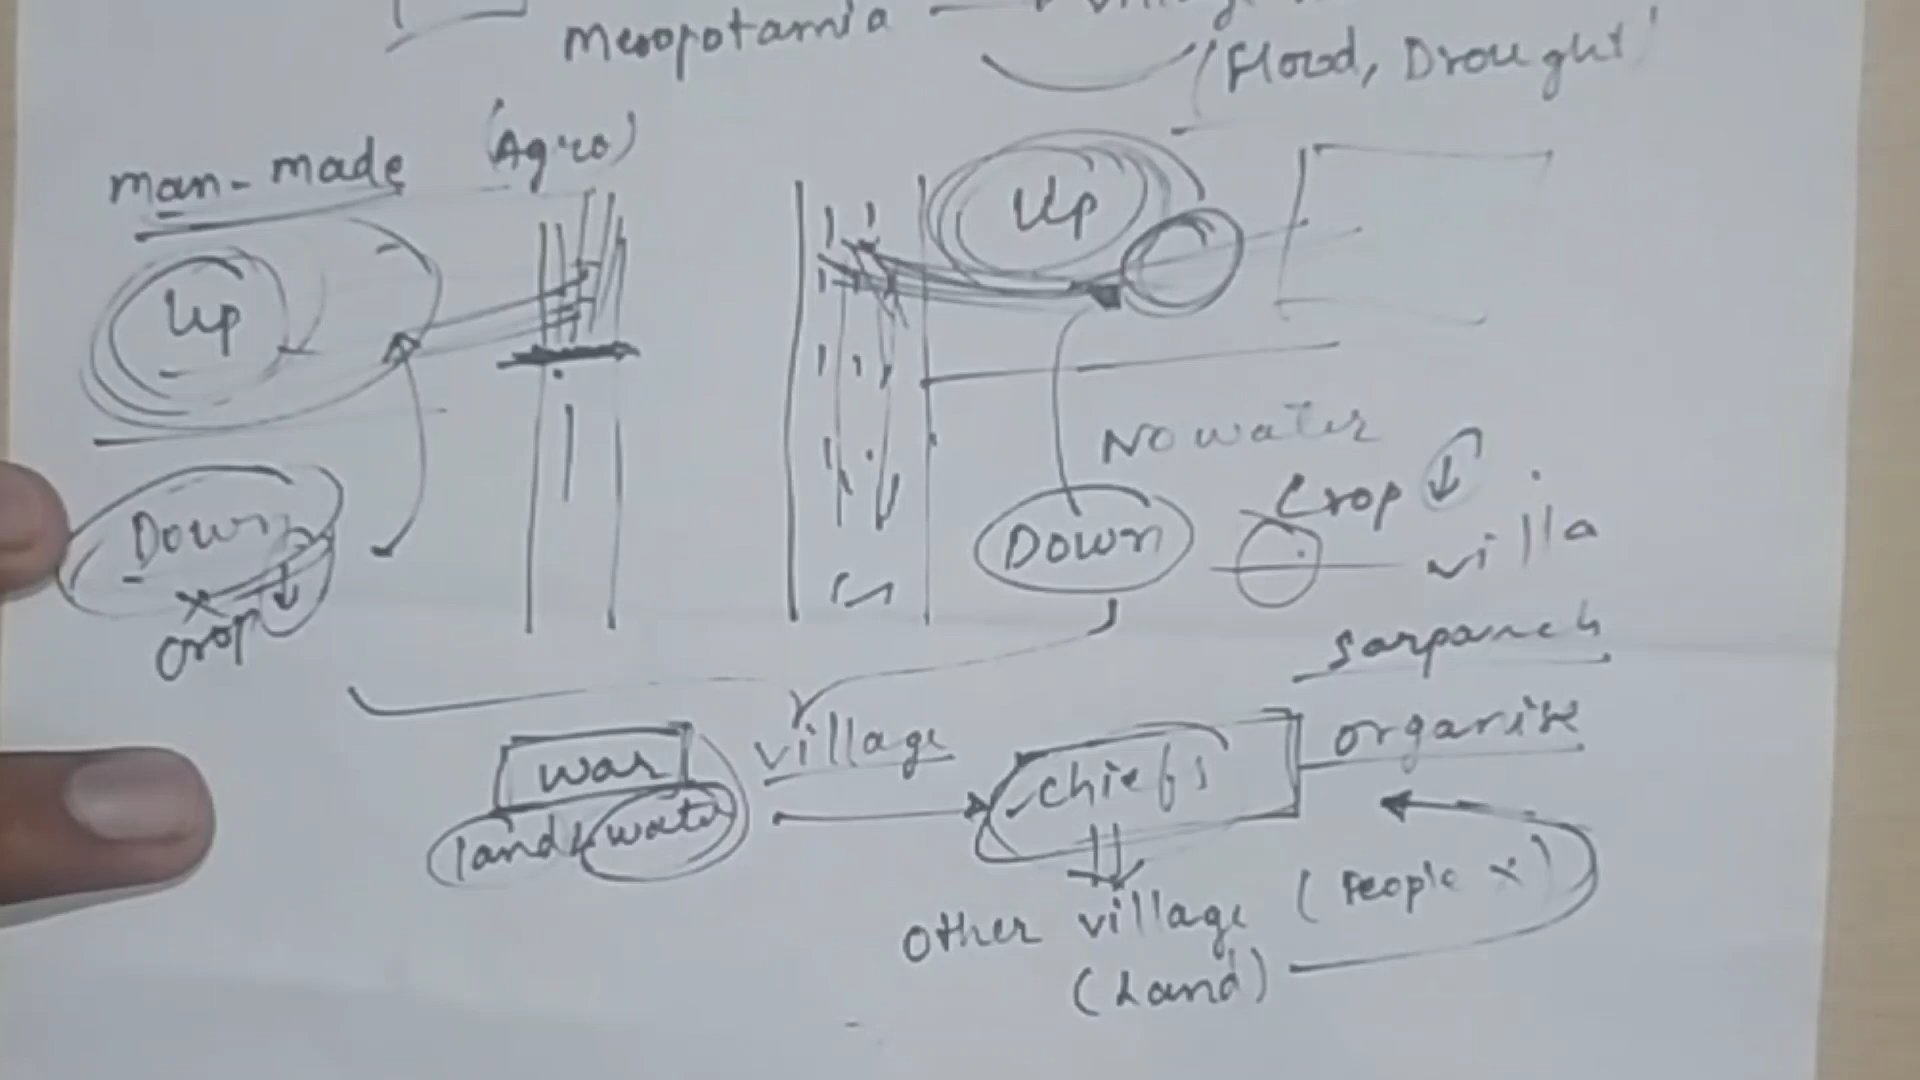 Mesopotamia
(Flood, Drought)
man-made (Agro)
Up
Up
No water
Crop ↓
Down
Down
villa
crop ↓
sarpanch
village
organise
war
chiefs
land & water
(People x)
other village
(Land)